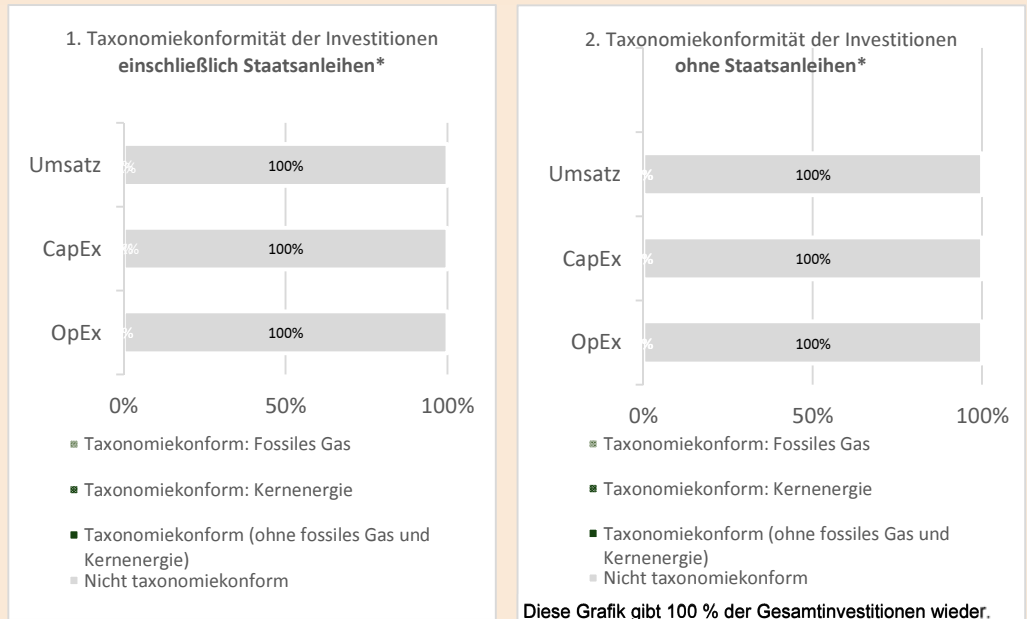 1. Taxonomiekonformität der Investitionen
einschließlich Staatsanleihen*
Umsatz
%
100%
CapEx
%
100%
OpEx
%
100%
0%
50%
100%
Taxonomiekonform: Fossiles Gas
Taxonomiekonform: Kernenergie
Taxonomiekonform (ohne fossiles Gas und
Kernenergie)
Nicht taxonomiekonform
2. Taxonomiekonformität der Investitionen
ohne Staatsanleihen*
Umsatz
%
100%
CapEx
%
100%
OpEx
%
100%
0%
50%
100%
Taxonomiekonform: Fossiles Gas
Taxonomiekonform: Kernenergie
Taxonomiekonform (ohne fossiles Gas und
Kernenergie)
Nicht taxonomiekonform
Diese Grafik gibt 100 % der Gesamtinvestitionen wieder.